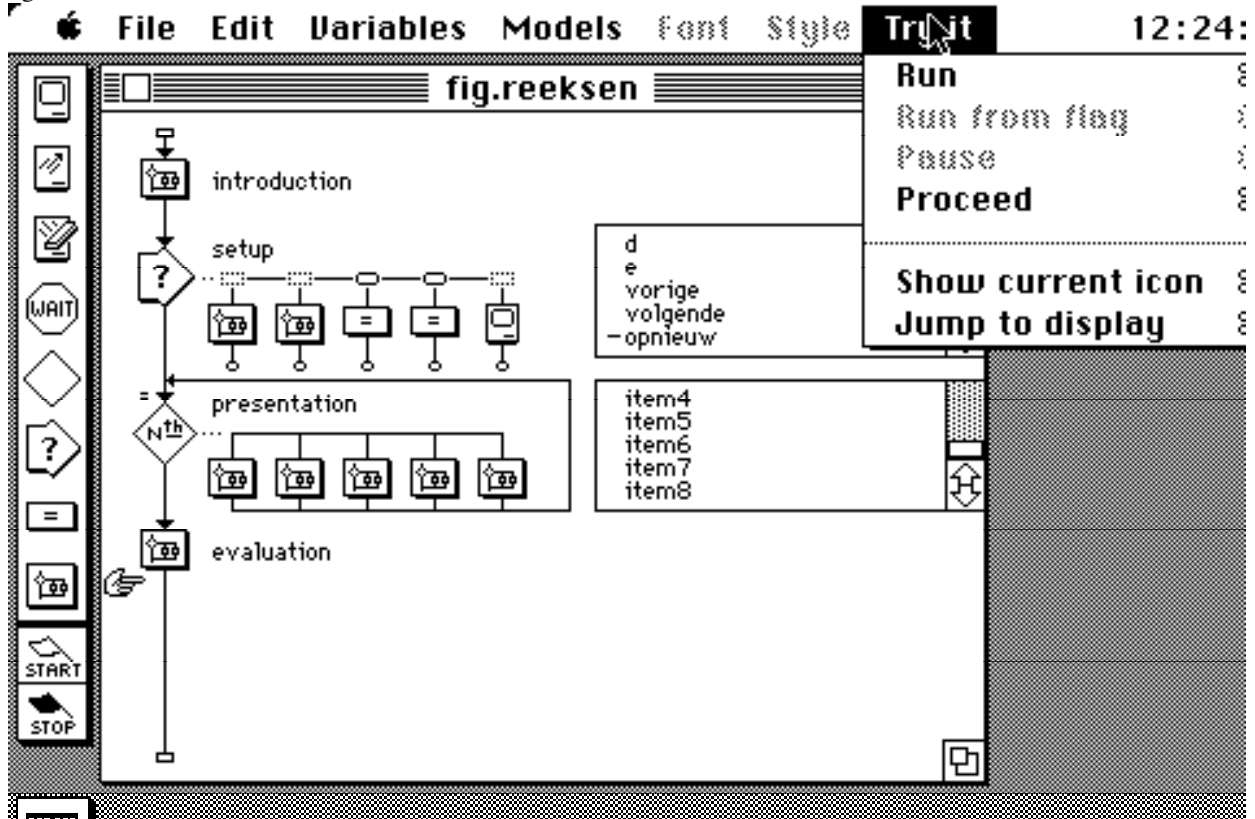 File Edit Variables Models Font Style Try it 12:24:
fig.reeksen
Run
Run from flag
Pause
Proceed
Show current icon
Jump to display
introduction
setup
?
= =
d
e
vorige
volgende
-opnieuw
=
presentation
Nth
item4
item5
item6
item7
item8
evaluation
WAIT
?
=
START
STOP